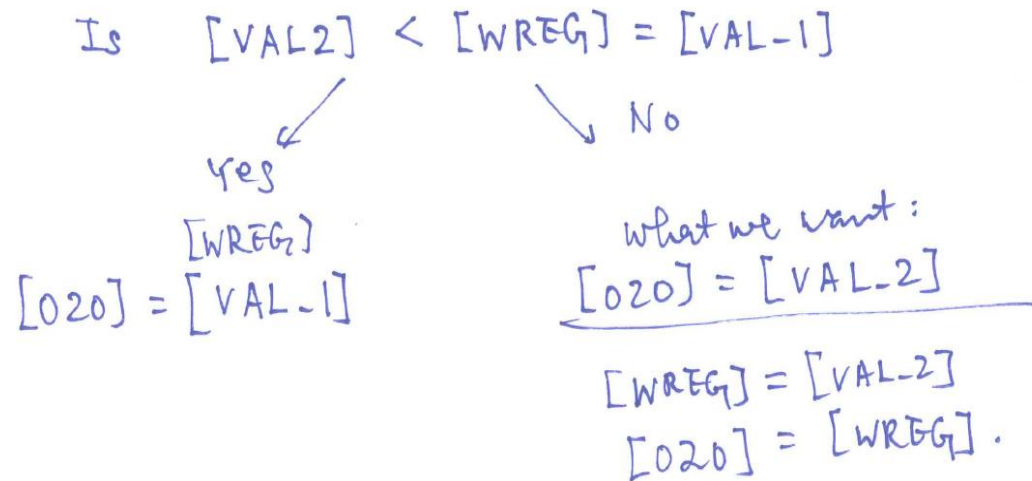 Is [VAL2] < [WREG] = [VAL-1]
Yes
No
[WREG]
[020] = [VAL-1]
what we want:
[020] = [VAL-2]
[WREG] = [VAL-2]
[020] = [WREG].